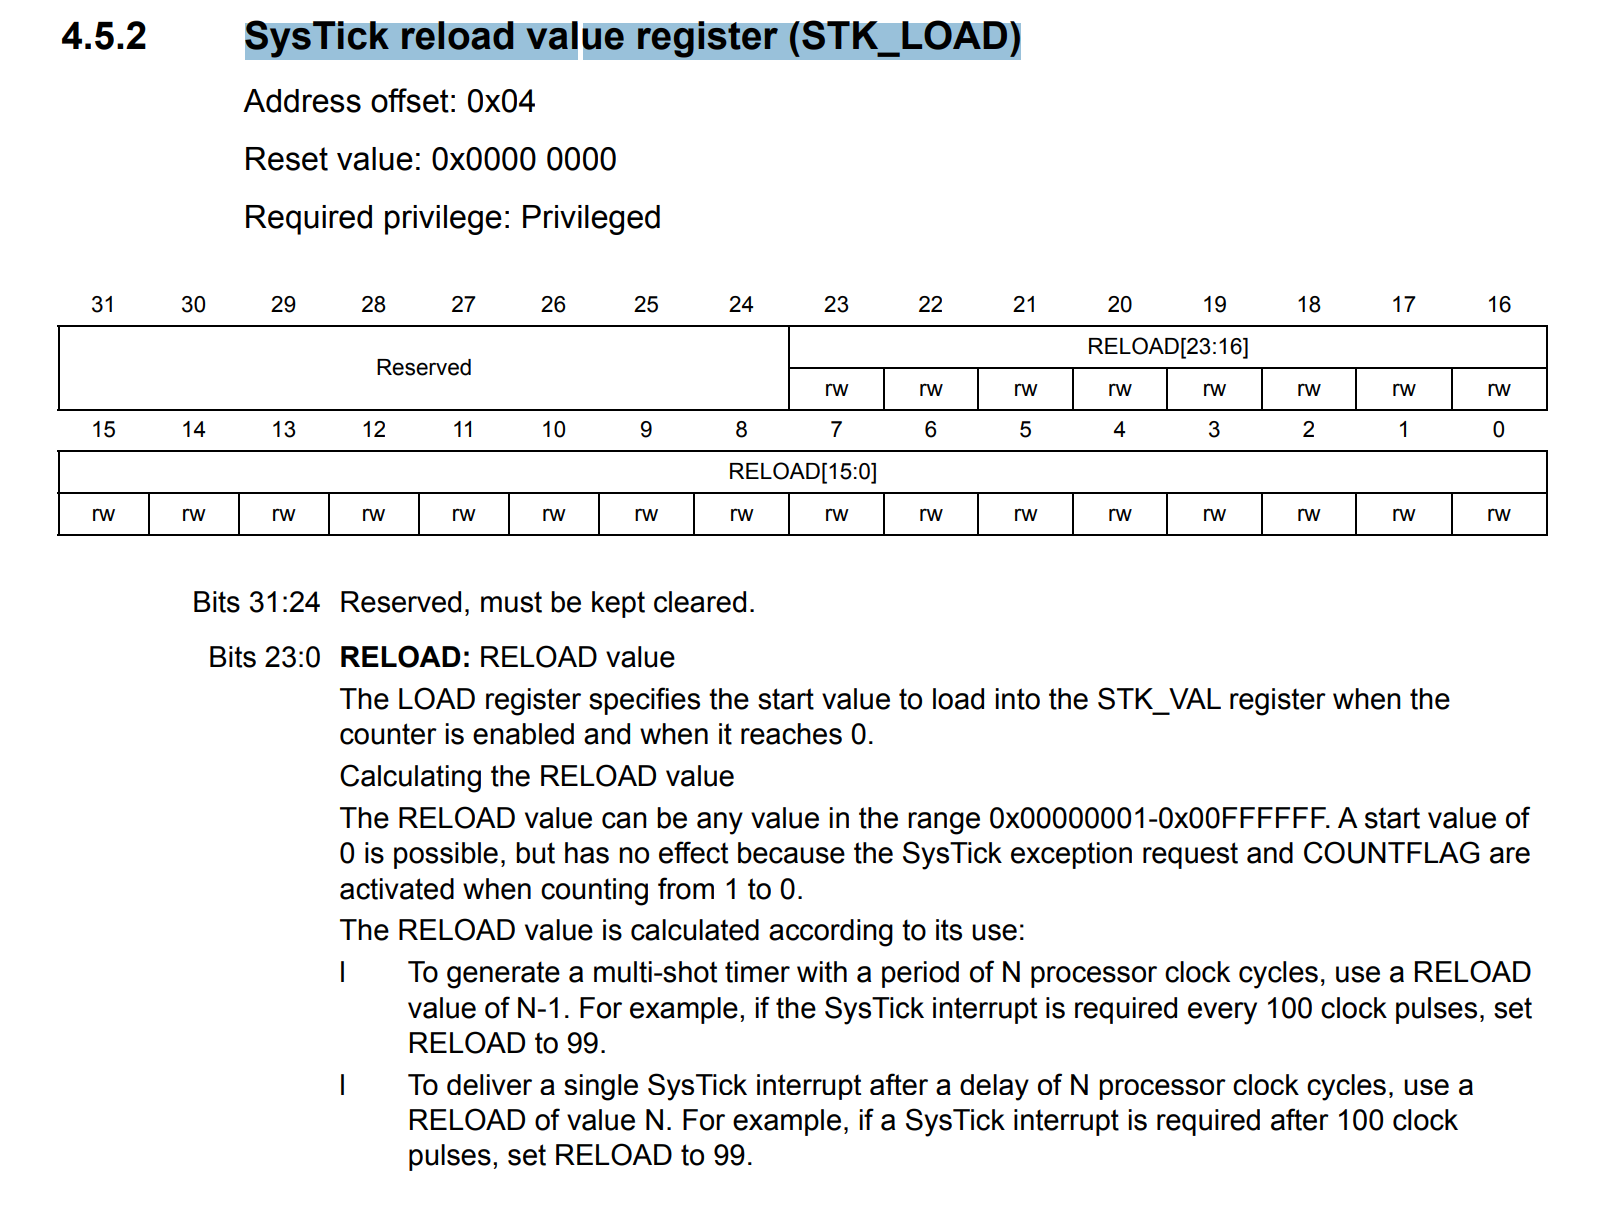 4.5.2 SysTick reload value register (STK_LOAD)
Address offset: 0x04
Reset value: 0x0000 0000
Required privilege: Privileged
31 30 29 28 27 26 25 24 23 22 21 20 19 18 17 16
Reserved RELOAD[23:16]
rw rw rw rw rw rw rw rw
15 14 13 12 11 10 9 8 7 6 5 4 3 2 1 0
RELOAD[15:0]
rw rw rw rw rw rw rw rw rw rw rw rw rw rw rw rw
Bits 31:24 Reserved, must be kept cleared.
Bits 23:0 RELOAD: RELOAD value
The LOAD register specifies the start value to load into the STK_VAL register when the
counter is enabled and when it reaches 0.
Calculating the RELOAD value
The RELOAD value can be any value in the range 0x00000001-0x00FFFFFF. A start value of
0 is possible, but has no effect because the SysTick exception request and COUNTFLAG are
activated when counting from 1 to 0.
The RELOAD value is calculated according to its use:
l To generate a multi-shot timer with a period of N processor clock cycles, use a RELOAD
value of N-1. For example, if the SysTick interrupt is required every 100 clock pulses, set
RELOAD to 99.
l To deliver a single SysTick interrupt after a delay of N processor clock cycles, use a
RELOAD of value N. For example, if a SysTick interrupt is required after 100 clock
pulses, set RELOAD to 99.